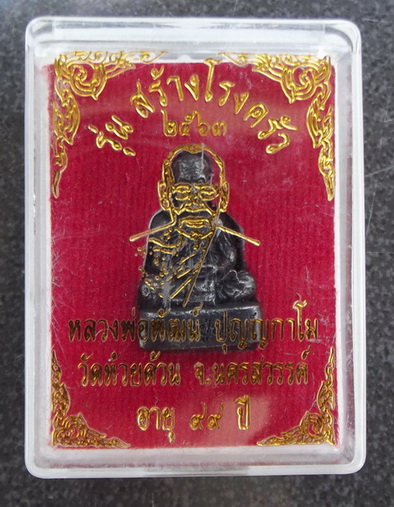 รุ่น สร้างโรงครัว
๒๕๖๓
หลวงพ่อพัฒน์ ปุญฺญกาโม
วัดห้วยด้วน จ.นครสวรรค์
อายุ ๙๙ ปี